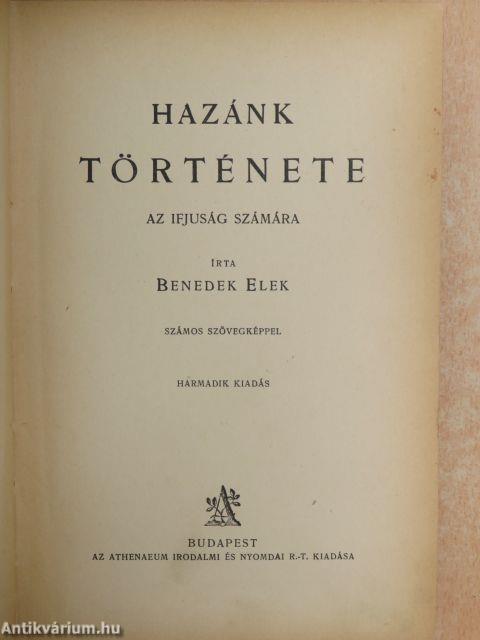 HAZÁNK
TÖRTÉNETE
AZ IFJUSÁG SZÁMÁRA
IRTA
BENEDEK ELEK
SZÁMOS SZÖVEGKÉPPEL
HARMADIK KIADÁS
A
BUDAPEST
AZ ATHENAEUM IRODALMI ÉS NYOMDAI R.-T. KIADÁSA
Antikvárium.hu